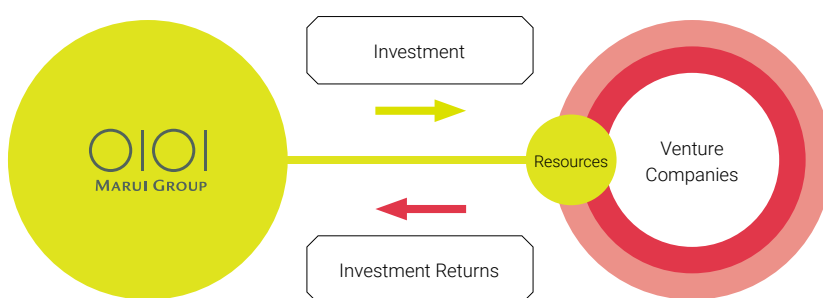 Investment
OIOI
MARUI GROUP
Resources
Venture
Companies
Investment Returns